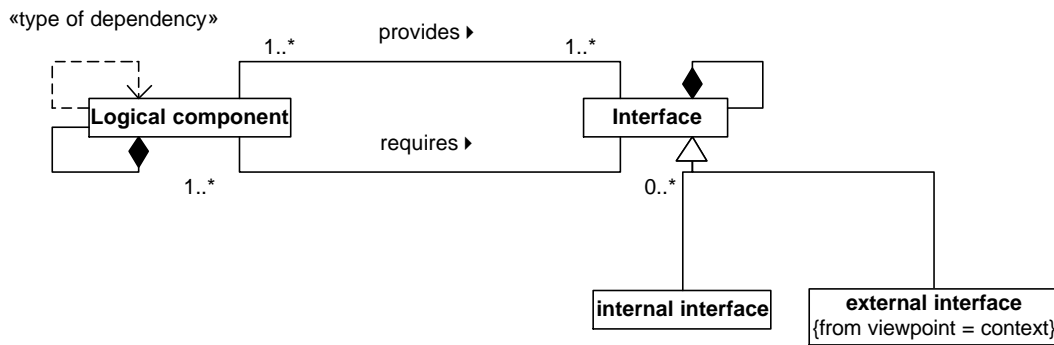 «type of dependency»
provides
1..*
1..*
Logical component
Interface
requires
1..*
0..*
internal interface
external interface
{from viewpoint = context}